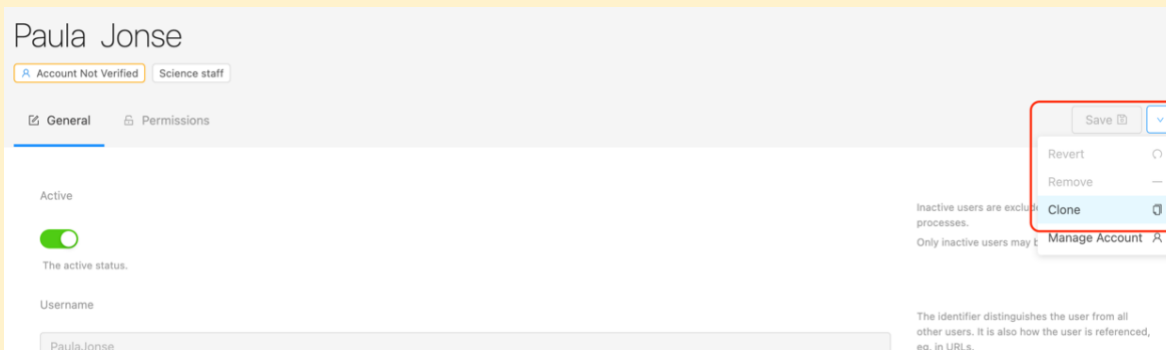 Paula Jonse
Account Not Verified Science staff
General Permissions
Save
Revert
Remove
Clone
Manage Account
Active
The active status.
Inactive users are
processes.
Only inactive users may
Username
PaulaJonse
The identifier distinguishes the user from all
other users. It is also how the user is referenced,
eg. in URLs.